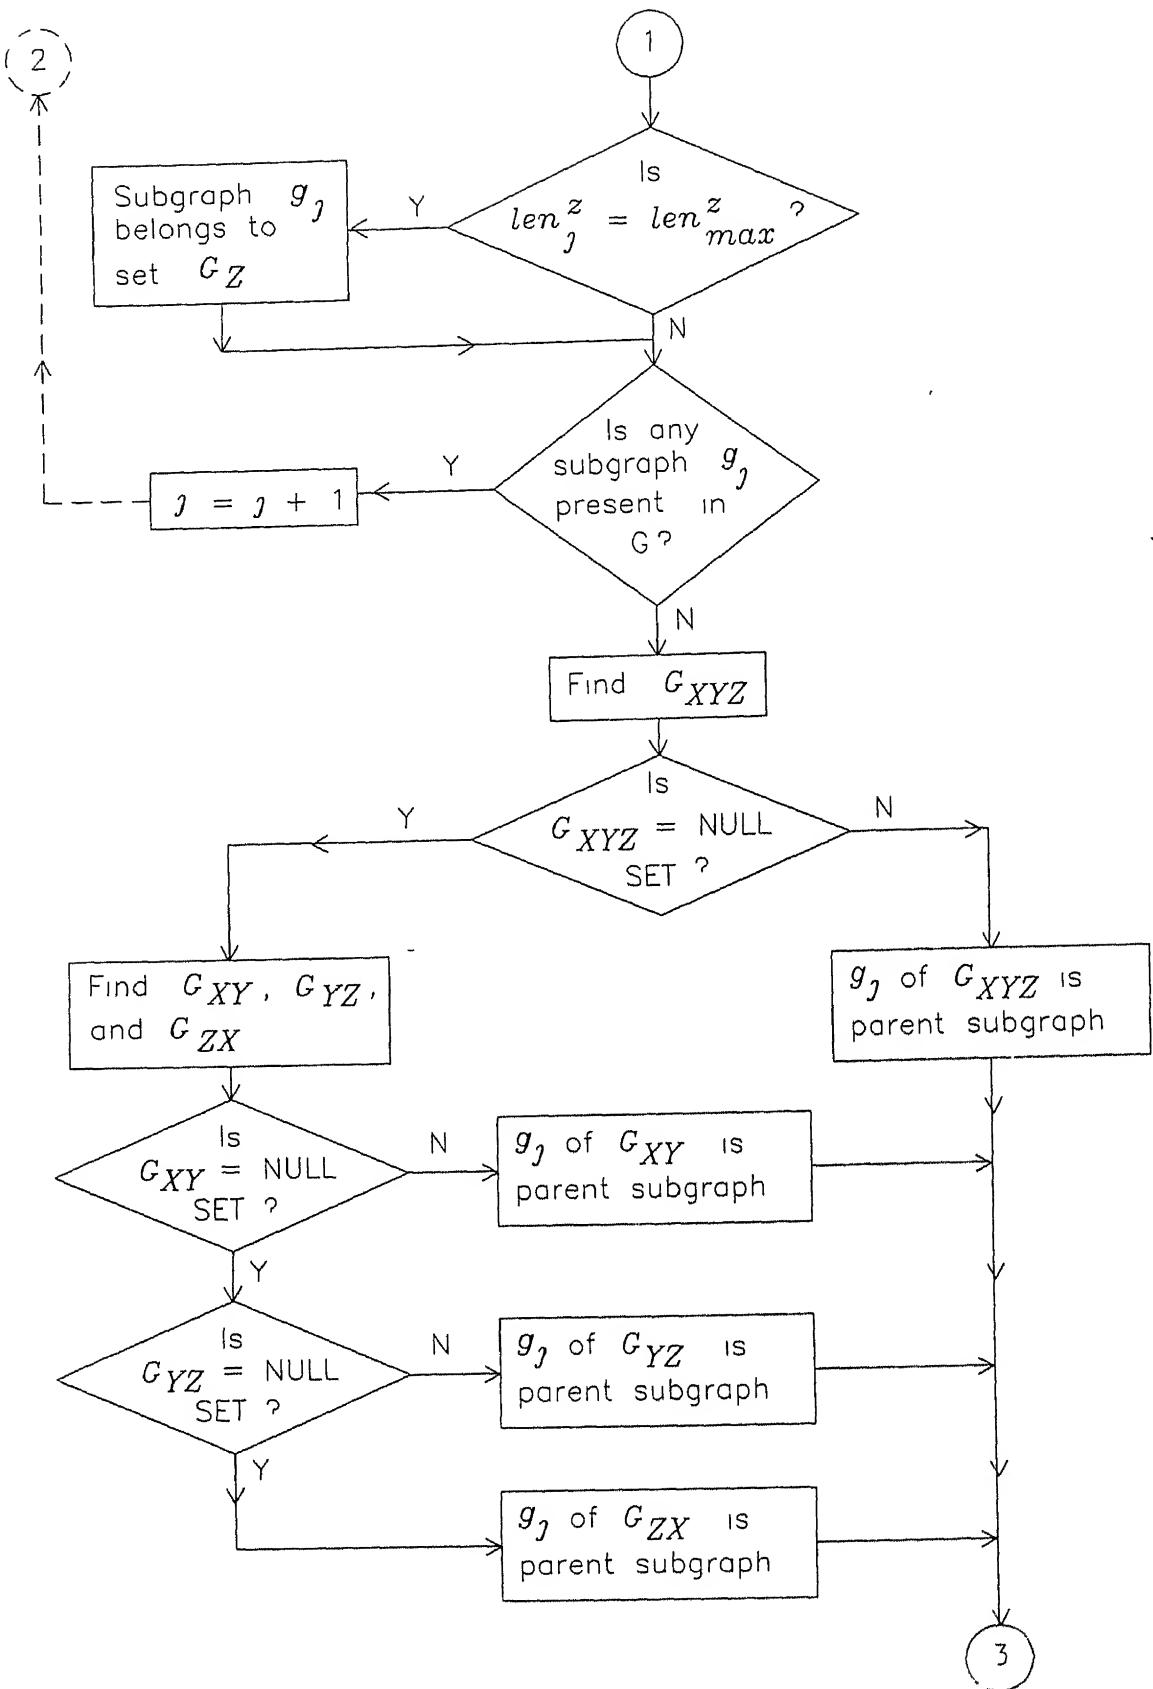 2
1
Is
len_j^z = len_max^z ?
Y
Subgraph g_j
belongs to
set G_Z
N
Is any
subgraph g_j
present in
G?
Y
j = j + 1
N
Find G_XYZ
Is
G_XYZ = NULL
SET ?
Y
N
Find G_XY, G_YZ,
and G_ZX
g_j of G_XYZ is
parent subgraph
Is
G_XY = NULL
SET ?
N
g_j of G_XY is
parent subgraph
Y
Is
G_YZ = NULL
SET ?
N
g_j of G_YZ is
parent subgraph
Y
g_j of G_ZX is
parent subgraph
3